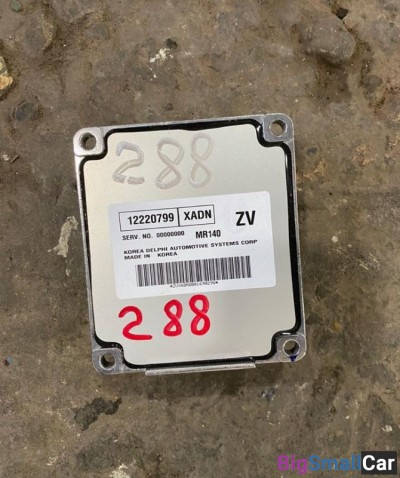 288
12220799 XADN ZV
SERV. NO. 00000000 MR140
KOREA DELPHI AUTOMOTIVE SYSTEMS CORP
MADE IN KOREA
288
BigSmallCar